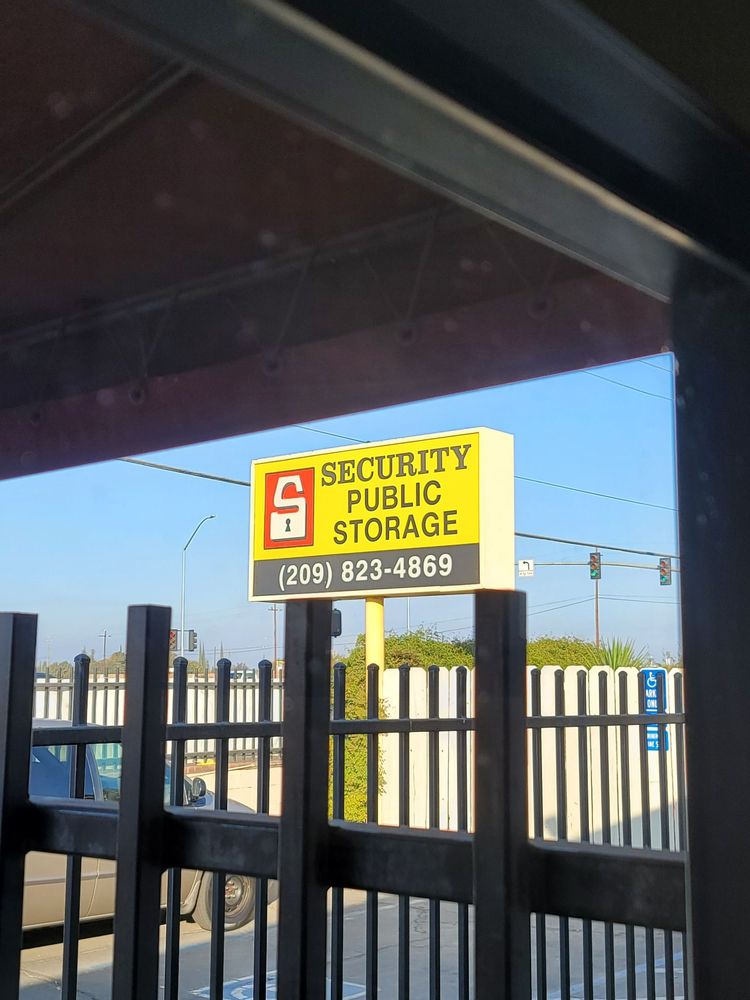 SECURITY
PUBLIC
STORAGE
(209) 823-4869